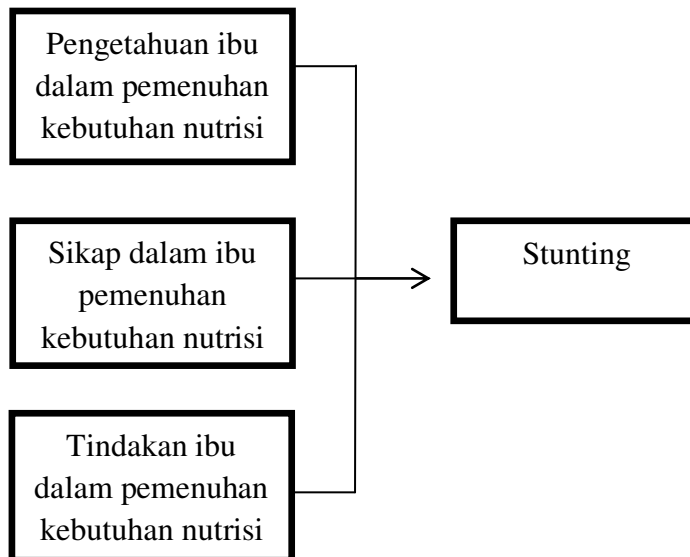 Pengetahuan ibu
dalam pemenuhan
kebutuhan nutrisi
Sikap dalam ibu
pemenuhan
kebutuhan nutrisi
Stunting
Tindakan ibu
dalam pemenuhan
kebutuhan nutrisi